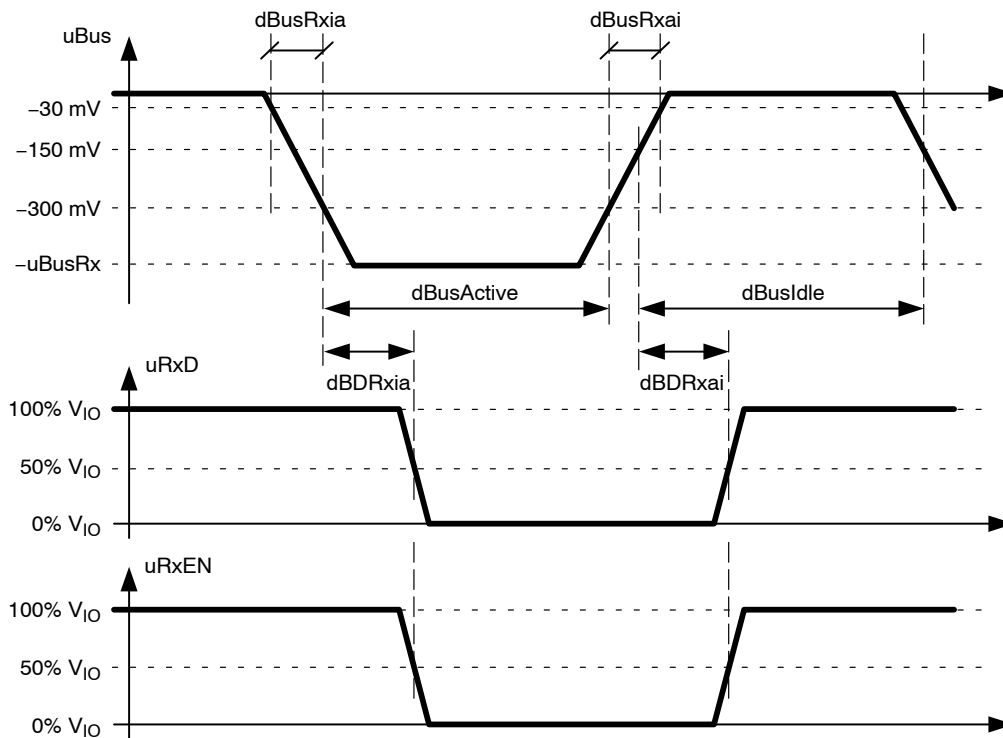 dBusRxia
dBusRxai
uBus
–30 mV
–150 mV
–300 mV
–uBusRx
dBusActive
dBusIdle
dBDRxia
dBDRxai
uRxD
100% VIO
50% VIO
0% VIO
uRxEN
100% VIO
50% VIO
0% VIO